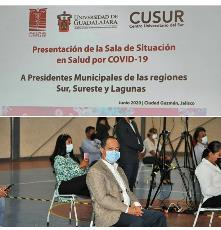 UNIVERSIDAD DE
GUADALAJARA
CUSUR
Centro Universitario del Sur
Presentación de la Sala de Situación
en Salud por COVID-19
A Presidentes Municipales de las regiones
Sur, Sureste y Lagunas
Junio 2020 | Ciudad Guzmán, Jalisco